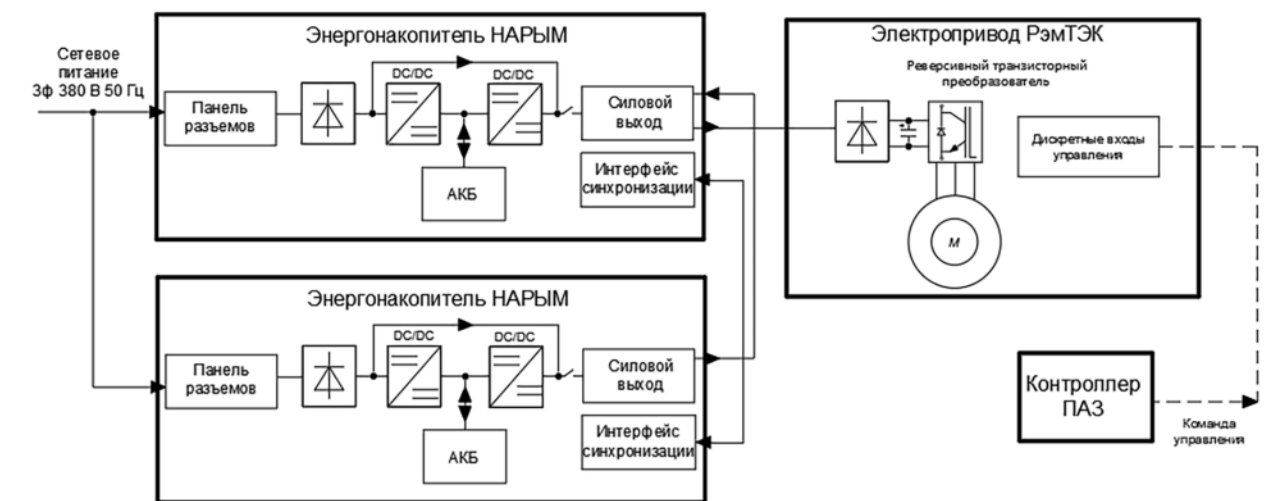 Сетевое
питание
3ф 380 В 50 Гц
Энергонакопитель НАРЫМ
Панель
разъемов
DC/DC
DC/DC
АКБ
Силовой
выход
Интерфейс
синхронизации
Энергонакопитель НАРЫМ
Панель
разъемов
DC/DC
DC/DC
АКБ
Силовой
выход
Интерфейс
синхронизации
Электропривод РэмТЭК
Реверсивный транзисторный
преобразователь
+
М
Дискретные входы
управления
Контроллер
ПАЗ
Команда
управления